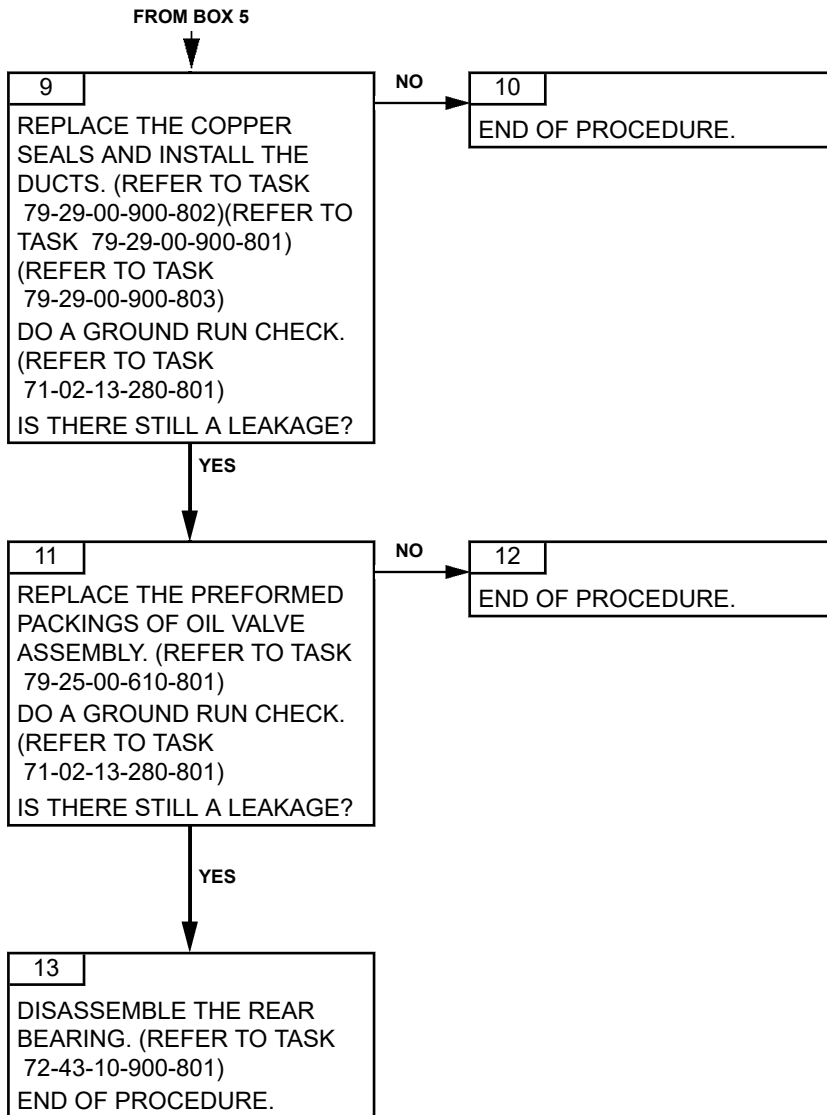 FROM BOX 5
9
REPLACE THE COPPER
SEALS AND INSTALL THE
DUCTS. (REFER TO TASK
79-29-00-900-802)(REFER TO
TASK 79-29-00-900-801)
(REFER TO TASK
79-29-00-900-803)
DO A GROUND RUN CHECK.
(REFER TO TASK
71-02-13-280-801)
IS THERE STILL A LEAKAGE?
NO
10
END OF PROCEDURE.
YES
11
REPLACE THE PREFORMED
PACKINGS OF OIL VALVE
ASSEMBLY. (REFER TO TASK
79-25-00-610-801)
DO A GROUND RUN CHECK.
(REFER TO TASK
71-02-13-280-801)
IS THERE STILL A LEAKAGE?
NO
12
END OF PROCEDURE.
YES
13
DISASSEMBLE THE REAR
BEARING. (REFER TO TASK
72-43-10-900-801)
END OF PROCEDURE.